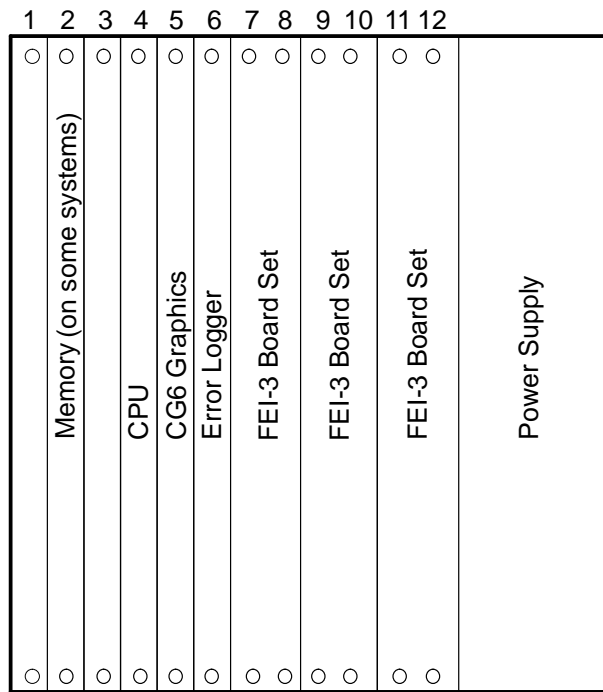 1 2 3 4 5 6 7 8 9 10 11 12
Memory (on some systems)
CPU
CG6 Graphics
Error Logger
FEI-3 Board Set
FEI-3 Board Set
FEI-3 Board Set
Power Supply